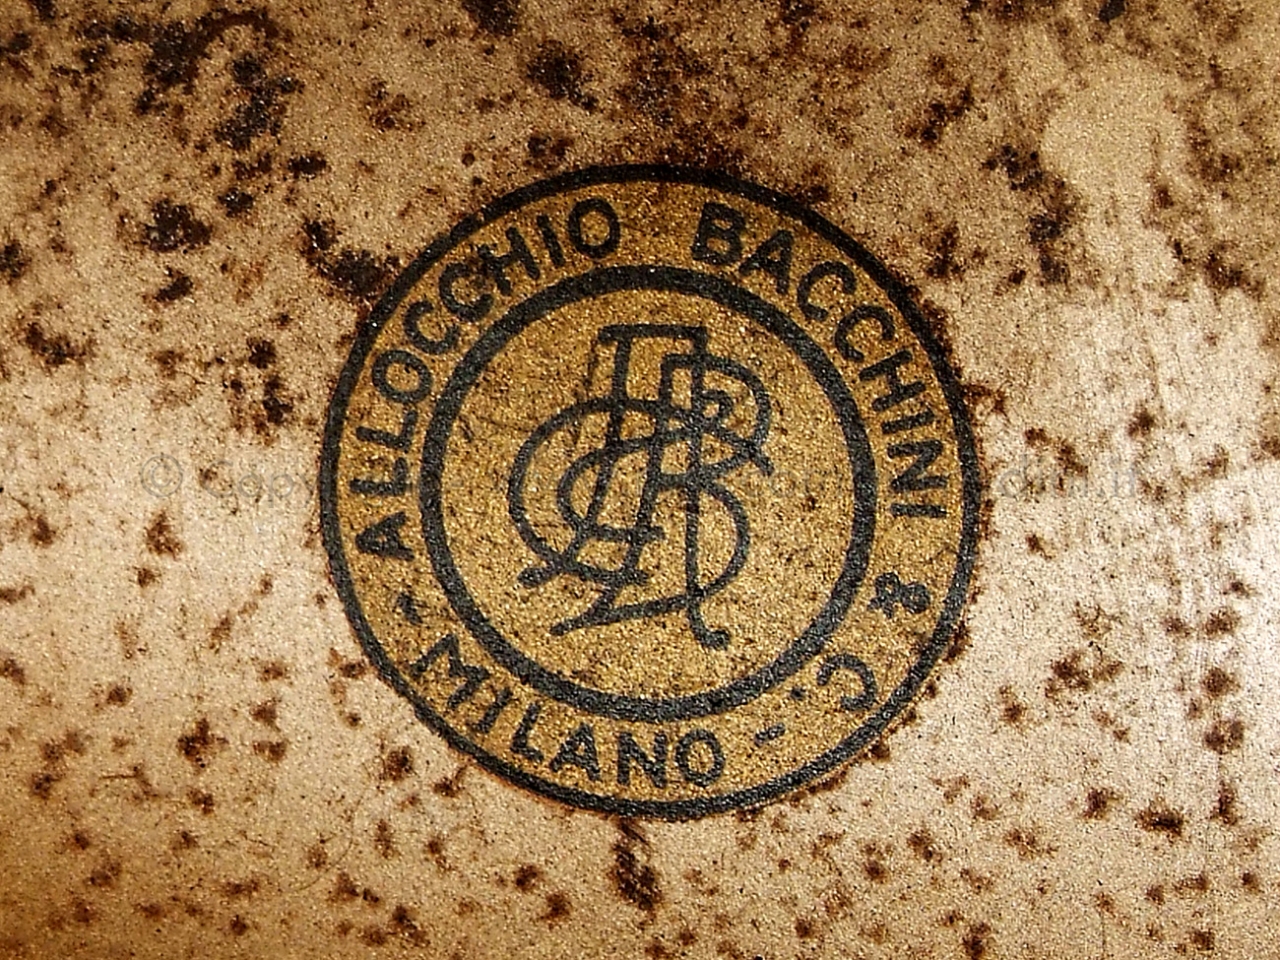 ALLOCCHIO BACCHINI & C.
- MILANO -